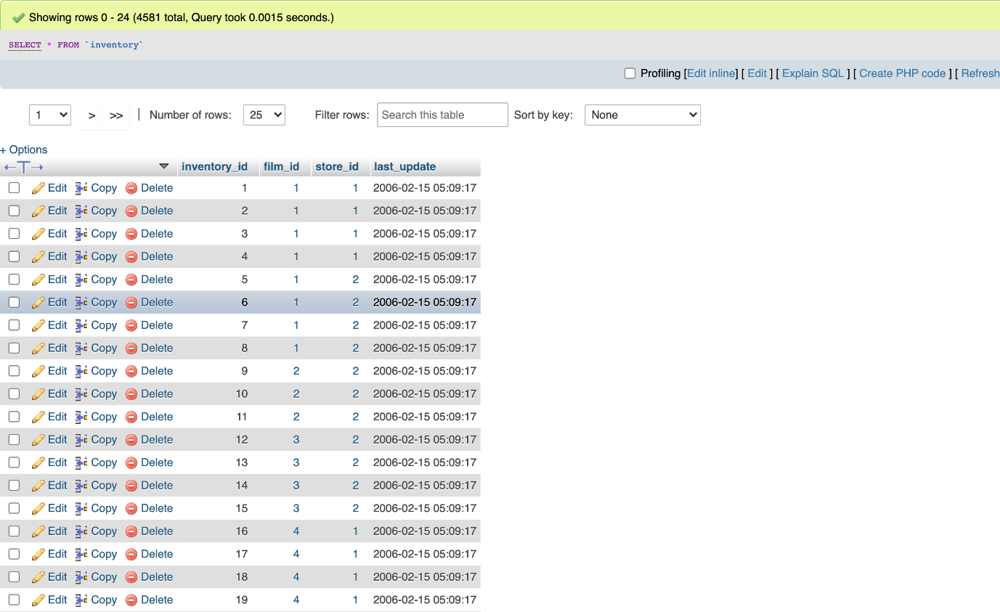 Showing rows 0 - 24 (4581 total, Query took 0.0015 seconds.)
SELECT * FROM `inventory`
Profiling [Edit inline] [ Edit ] [ Explain SQL ] [ Create PHP code ] [ Refresh
1 > >> | Number of rows: 25 Filter rows: Search this table Sort by key: None
+ Options
←T→ inventory_id film_id store_id last_update
Edit Copy Delete 1 1 1 2006-02-15 05:09:17
Edit Copy Delete 2 1 1 2006-02-15 05:09:17
Edit Copy Delete 3 1 1 2006-02-15 05:09:17
Edit Copy Delete 4 1 1 2006-02-15 05:09:17
Edit Copy Delete 5 1 2 2006-02-15 05:09:17
Edit Copy Delete 6 1 2 2006-02-15 05:09:17
Edit Copy Delete 7 1 2 2006-02-15 05:09:17
Edit Copy Delete 8 1 2 2006-02-15 05:09:17
Edit Copy Delete 9 2 2 2006-02-15 05:09:17
Edit Copy Delete 10 2 2 2006-02-15 05:09:17
Edit Copy Delete 11 2 2 2006-02-15 05:09:17
Edit Copy Delete 12 3 2 2006-02-15 05:09:17
Edit Copy Delete 13 3 2 2006-02-15 05:09:17
Edit Copy Delete 14 3 2 2006-02-15 05:09:17
Edit Copy Delete 15 3 2 2006-02-15 05:09:17
Edit Copy Delete 16 4 1 2006-02-15 05:09:17
Edit Copy Delete 17 4 1 2006-02-15 05:09:17
Edit Copy Delete 18 4 1 2006-02-15 05:09:17
Edit Copy Delete 19 4 1 2006-02-15 05:09:17